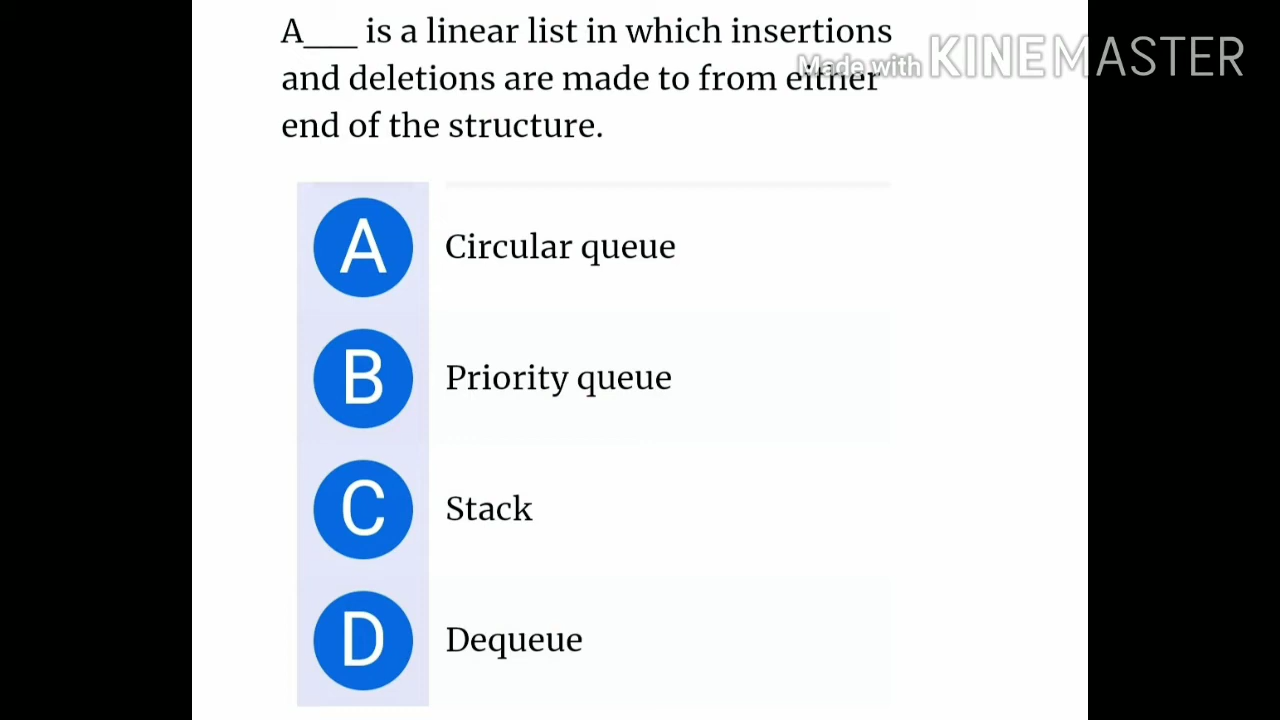 A___ is a linear list in which insertions
Made with KINEMASTER
and deletions are made to from either
end of the structure.
A Circular queue
B Priority queue
C Stack
D Dequeue